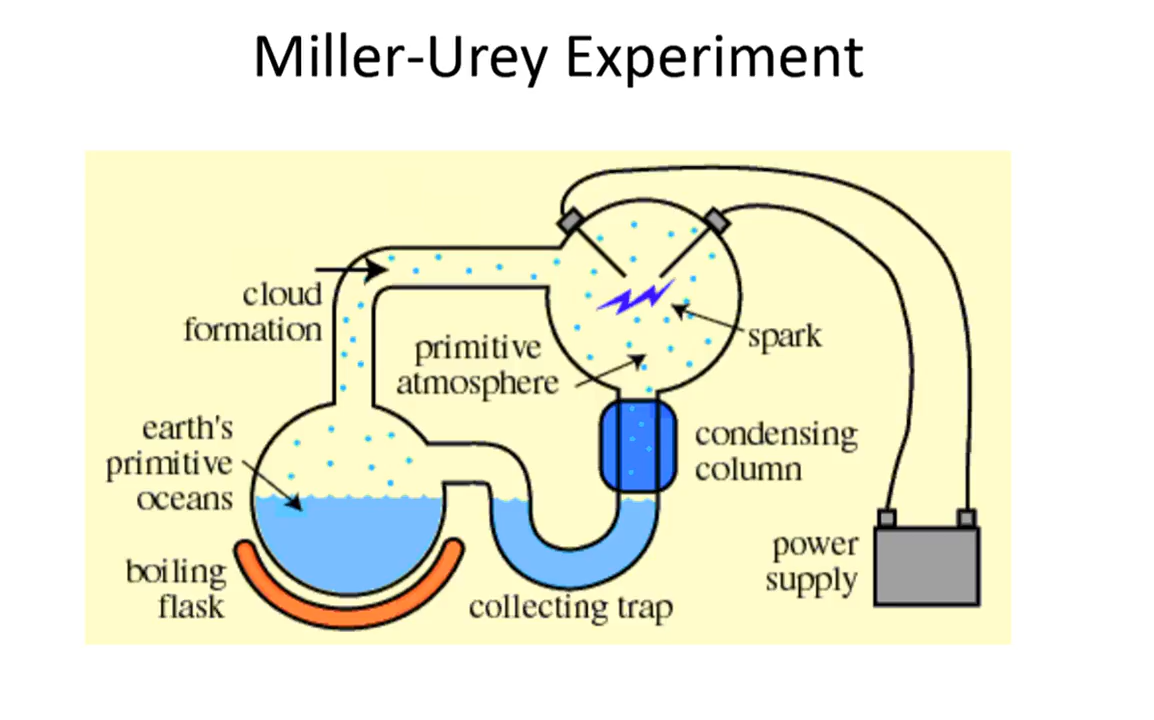 Miller-Urey Experiment
cloud
formation
primitive
atmosphere
spark
earth's
primitive
oceans
condensing
column
boiling
flask
collecting trap
power
supply